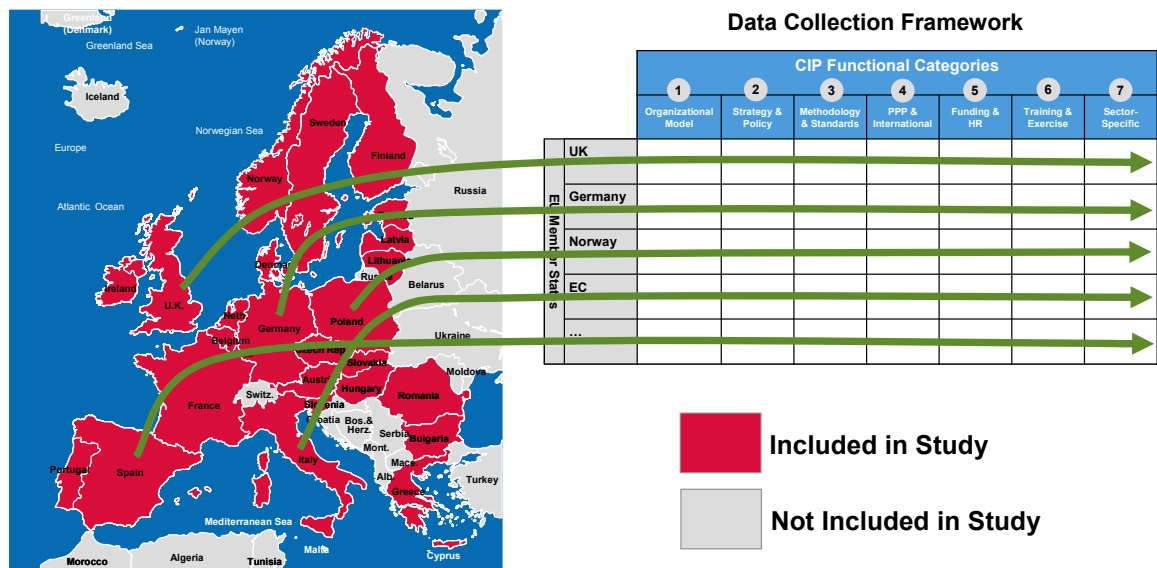 Greenland
(Denmark)
Jan Mayen
(Norway)
Greenland Sea
Iceland
Norwegian Sea
Europe
Atlantic Ocean
Sweden
Finland
Norway
Russia
Latvia
Lithuania
Denmar
Russia
Belarus
Ireland
U.K.
Neth.
Germany
Poland
Belgium
Ukraine
Czech Rep
Slovakia
Moldova
Austri
Switz.
Hungary
France
Slovenia
Romania
Croatia
Bos.&
Herz.
Serbia
Bulgaria
Mont.
Italy
Mace.
Alb.
Portugal
Spain
Turkey
Greece
Mediterranean Sea
Malta
Cyprus
Morocco
Algeria
Tunisia
Data Collection Framework
CIP Functional Categories
1 2 3 4 5 6 7
Organizational Model
Strategy & Policy
Methodology & Standards
PPP & International
Funding & HR
Training & Exercise
Sector-Specific
EU Member States
UK
Germany
Norway
EC
...
Included in Study
Not Included in Study